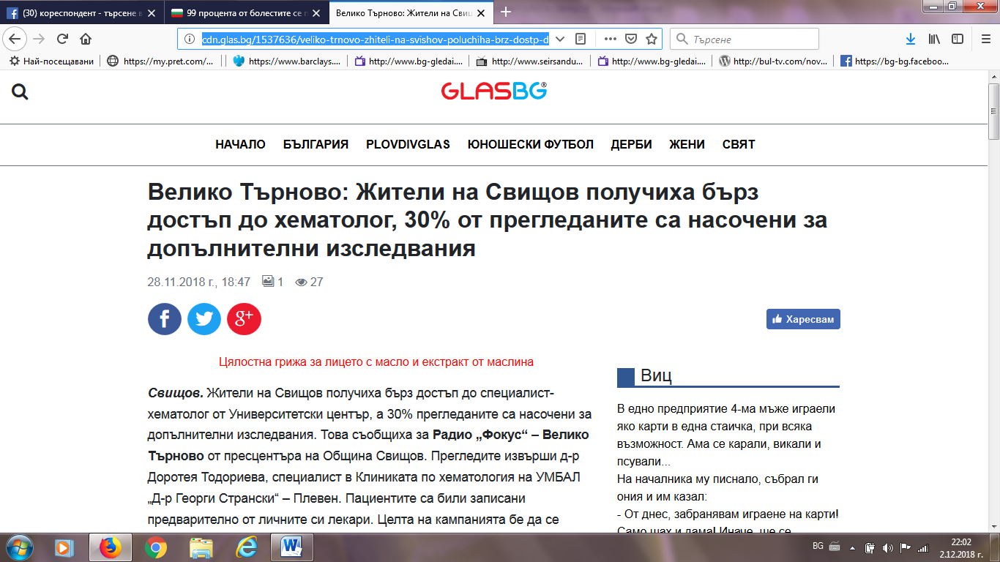 (30) кореспондент - търсене в
99 процента от болестите се п
Велико Търново: Жители на Свищ
cdn.glas.bg/1537636/veliko-trnovo-zhiteli-na-svishov-poluchiha-brz-dostp-d
Търсене
Най-посещавани
https://my.pret.com/...
https://www.barclays....
http://www.bg-gledai....
http://www.seirsandu...
http://www.bg-gledai....
http://bul-tv.com/nov...
https://bg-bg.faceboo...
GLASBG®
НАЧАЛО БЪЛГАРИЯ PLOVDIVGLAS ЮНОШЕСКИ ФУТБОЛ ДЕРБИ ЖЕНИ СВЯТ
Велико Търново: Жители на Свищов получиха бърз
достъп до хематолог, 30% от прегледаните са насочени за
допълнителни изследвания
28.11.2018 г., 18:47 1 27
f g+
Харесвам
Цялостна грижа за лицето с масло и екстракт от маслина
Свищов. Жители на Свищов получиха бърз достъп до специалист-
хематолог от Университетски център, а 30% прегледаните са насочени за
допълнителни изследвания. Това съобщиха за Радио „Фокус“ – Велико
Търново от пресцентъра на Община Свищов. Прегледите извърши д-р
Доротея Тодориева, специалист в Клиниката по хематология на УМБАЛ
„Д-р Георги Странски“ – Плевен. Пациентите са били записани
предварително от личните си лекари. Целта на кампанията бе да се
Виц
В едно предприятие 4-ма мъже играели
яко карти в една стаичка, при всяка
възможност. Ама се карали, викали и
псували...
На началника му писнало, събрал ги
ония и им казал:
- От днес, забранявам играене на карти!
Само шах и дама! Иначе, ще се
BG
22:02
2.12.2018 г.